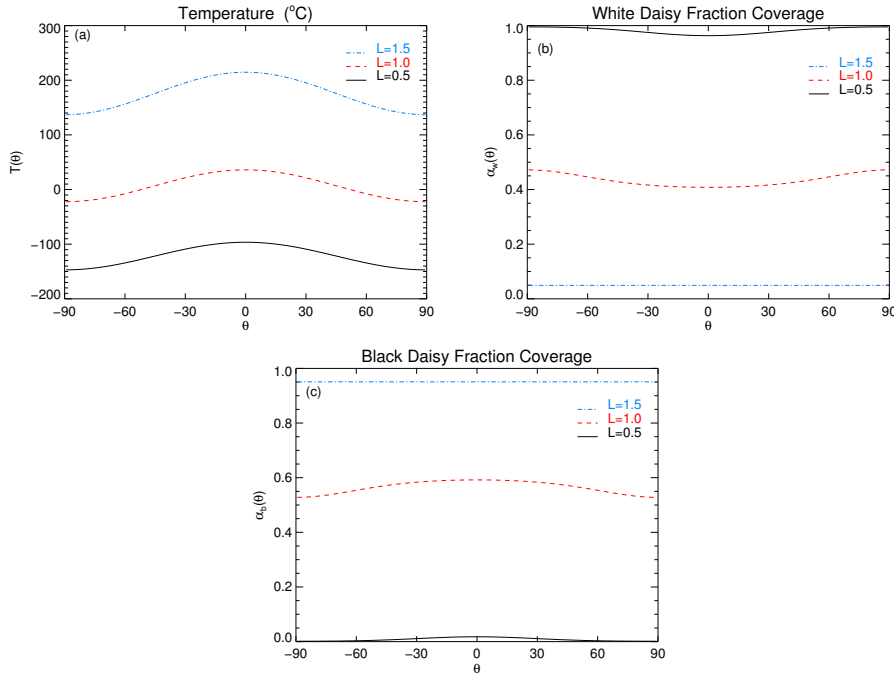 Temperature (°C)
(a)
L=1.5
L=1.0
L=0.5
T(θ)
300
200
100
0
−100
−200
−90 −60 −30 0 30 60 90
θ
White Daisy Fraction Coverage
(b)
L=1.5
L=1.0
L=0.5
α_w(θ)
1.0
0.8
0.6
0.4
0.2
0.0
−90 −60 −30 0 30 60 90
θ
Black Daisy Fraction Coverage
(c)
L=1.5
L=1.0
L=0.5
α_b(θ)
1.0
0.8
0.6
0.4
0.2
0.0
−90 −60 −30 0 30 60 90
θ